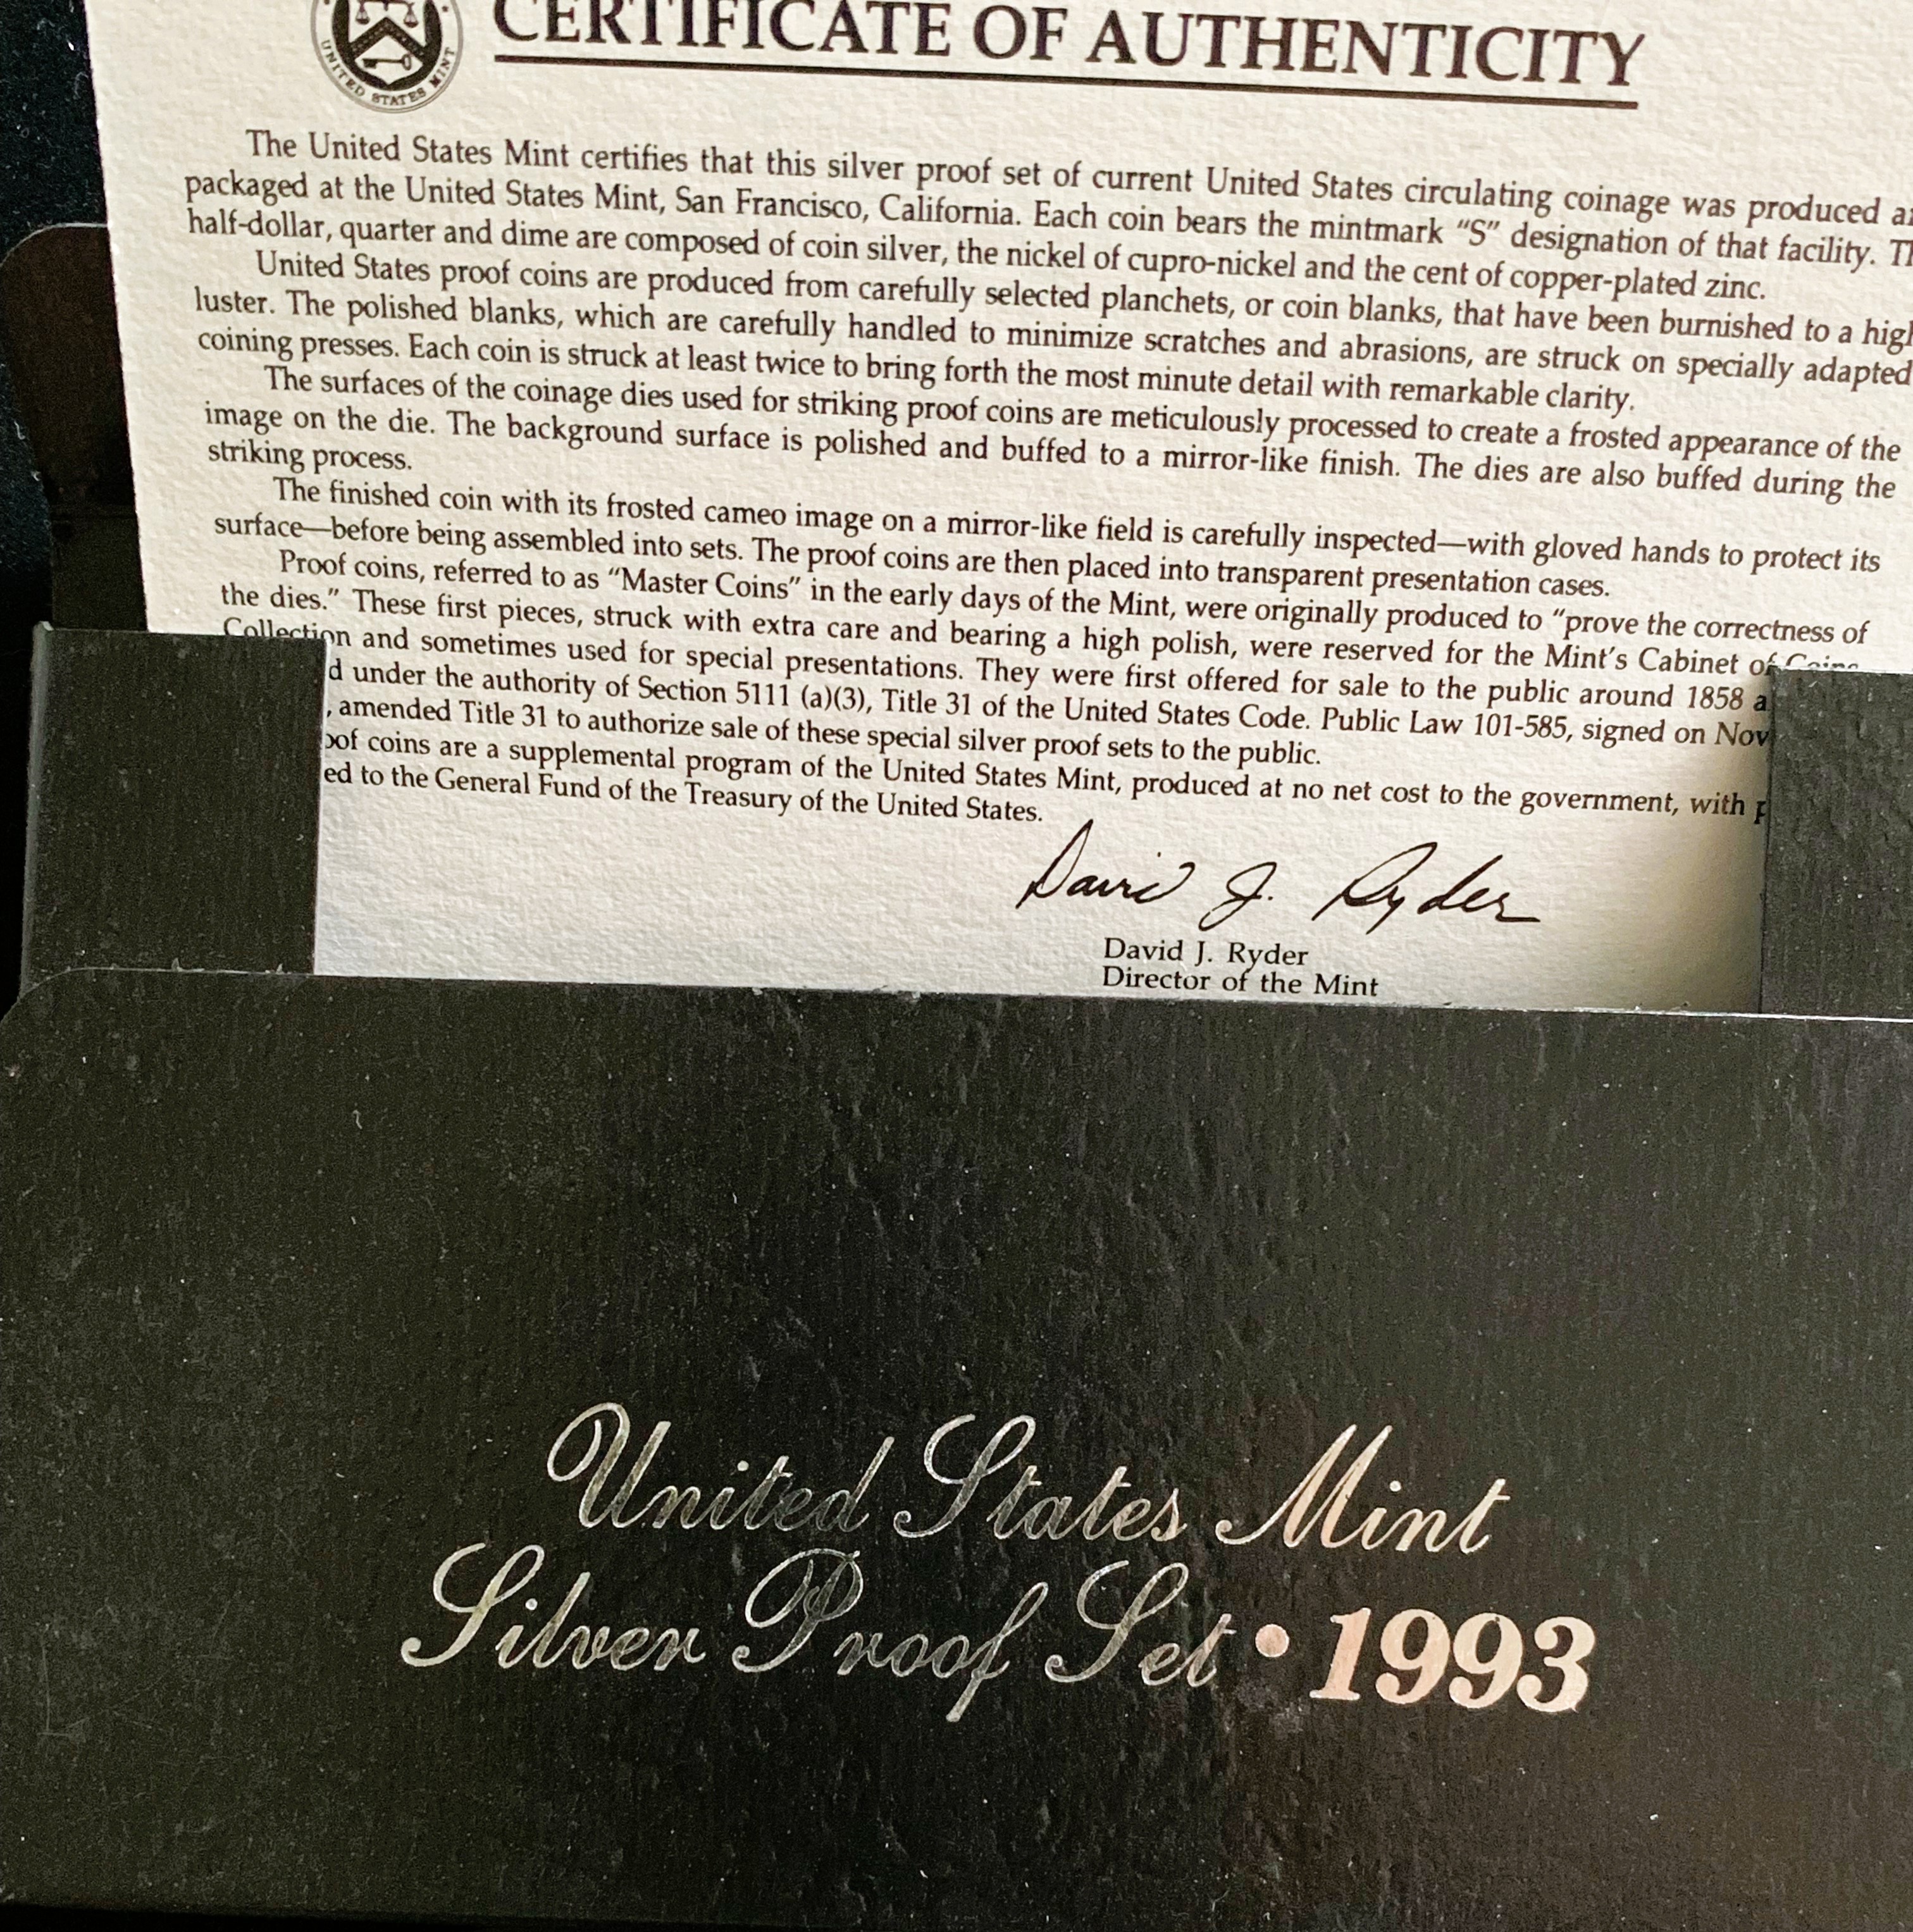 UNITED STATES MINT
CERTIFICATE OF AUTHENTICITY
The United States Mint certifies that this silver proof set of current United States circulating coinage was produced
packaged at the United States Mint, San Francisco, California. Each coin bears the mintmark “S” designation of that facility.
half-dollar, quarter and dime are composed of coin silver, the nickel of cupro-nickel and the cent of copper-plated zinc.
United States proof coins are produced from carefully selected planchets, or coin blanks, that have been burnished to a
luster. The polished blanks, which are carefully handled to minimize scratches and abrasions, are struck on specially adapted
coining presses. Each coin is struck at least twice to bring forth the most minute detail with remarkable clarity.
The surfaces of the coinage dies used for striking proof coins are meticulously processed to create a frosted appearance of the
image on the die. The background surface is polished and buffed to a mirror-like finish. The dies are also buffed during the
striking process.
The finished coin with its frosted cameo image on a mirror-like field is carefully inspected—with gloved hands to protect its
surface—before being assembled into sets. The proof coins are then placed into transparent presentation cases.
Proof coins, referred to as “Master Coins” in the early days of the Mint, were originally produced to “prove the correctness of
the dies.” These first pieces, struck with extra care and bearing a high polish, were reserved for the Mint’s Cabinet of Coins
Collection and sometimes used for special presentations. They were first offered for sale to the public around 1858
under the authority of Section 5111 (a)(3), Title 31 of the United States Code. Public Law 101-585, signed on Nov
, amended Title 31 to authorize sale of these special silver proof sets to the public.
oof coins are a supplemental program of the United States Mint, produced at no net cost to the government, with
ed to the General Fund of the Treasury of the United States.
David J. Ryder
David J. Ryder
Director of the Mint
United States Mint
Silver Proof Set • 1993